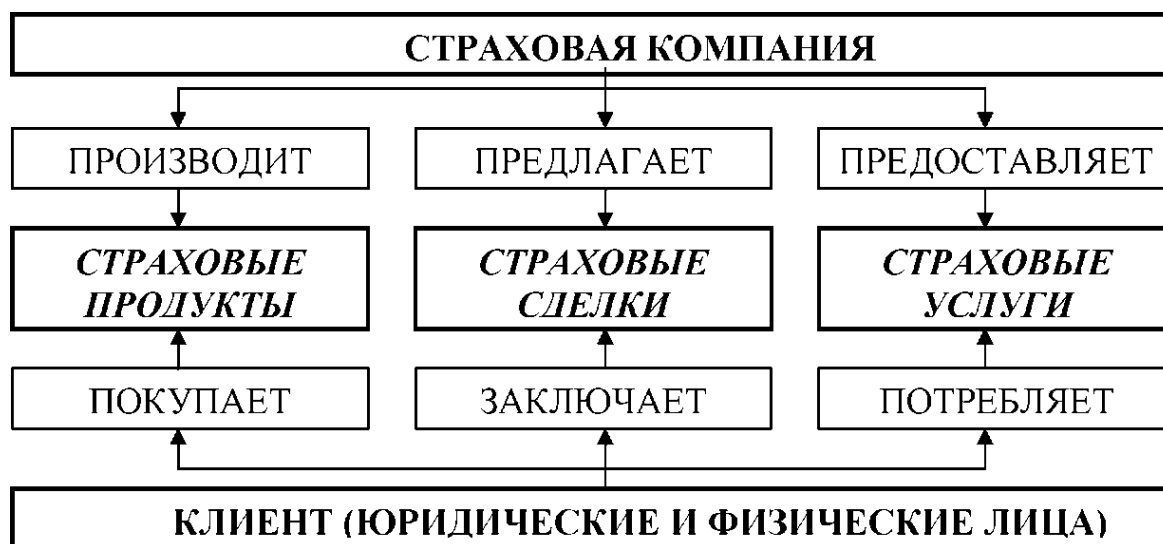 СТРАХОВАЯ КОМПАНИЯ
ПРОИЗВОДИТ
ПРЕДЛАГАЕТ
ПРЕДОСТАВЛЯЕТ
СТРАХОВЫЕ
ПРОДУКТЫ
СТРАХОВЫЕ
СДЕЛКИ
СТРАХОВЫЕ
УСЛУГИ
ПОКУПАЕТ
ЗАКЛЮЧАЕТ
ПОТРЕБЛЯЕТ
КЛИЕНТ (ЮРИДИЧЕСКИЕ И ФИЗИЧЕСКИЕ ЛИЦА)